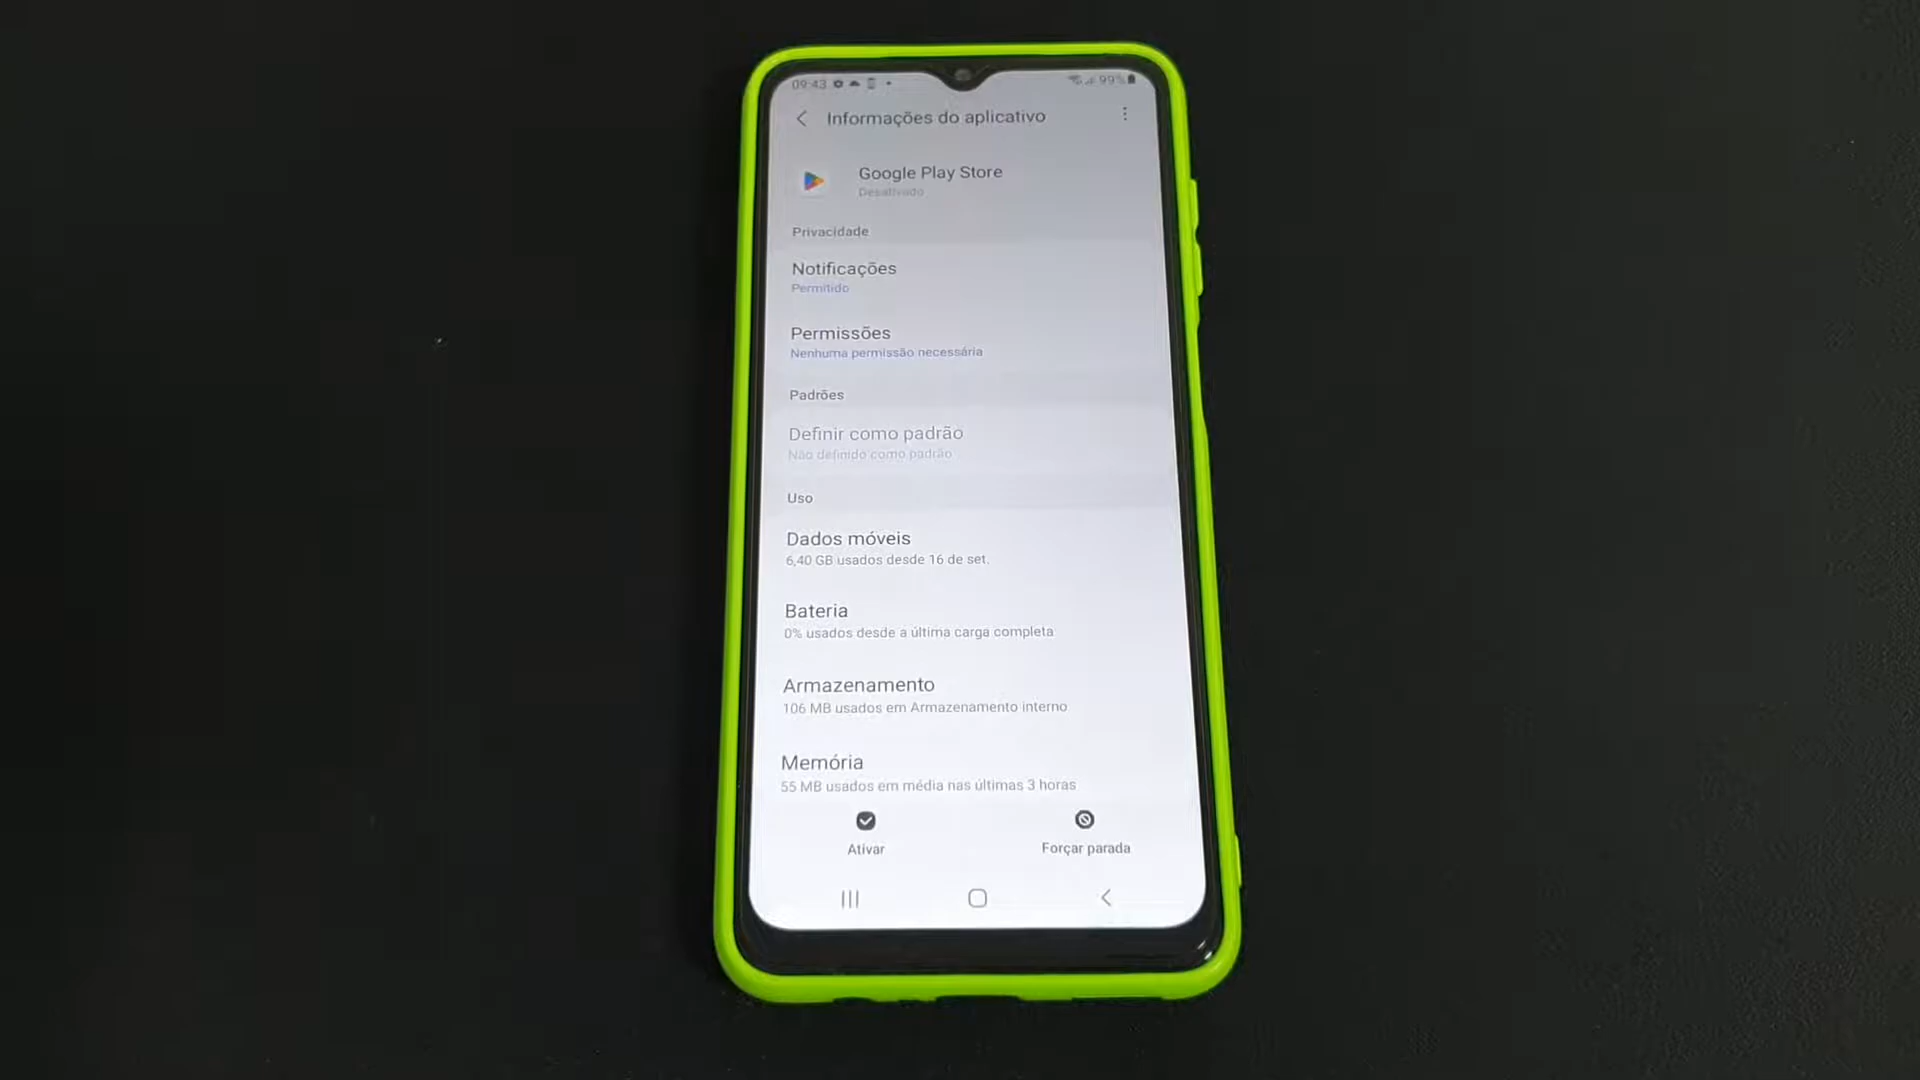 09:43 99%
Informações do aplicativo
Google Play Store
Desativado
Privacidade
Notificações
Permitido
Permissões
Nenhuma permissão necessária
Padrões
Definir como padrão
Não definido como padrão
Uso
Dados móveis
6,40 GB usados desde 16 de set.
Bateria
0% usados desde a última carga completa
Armazenamento
106 MB usados em Armazenamento interno
Memória
55 MB usados em média nas últimas 3 horas
Ativar Forçar parada